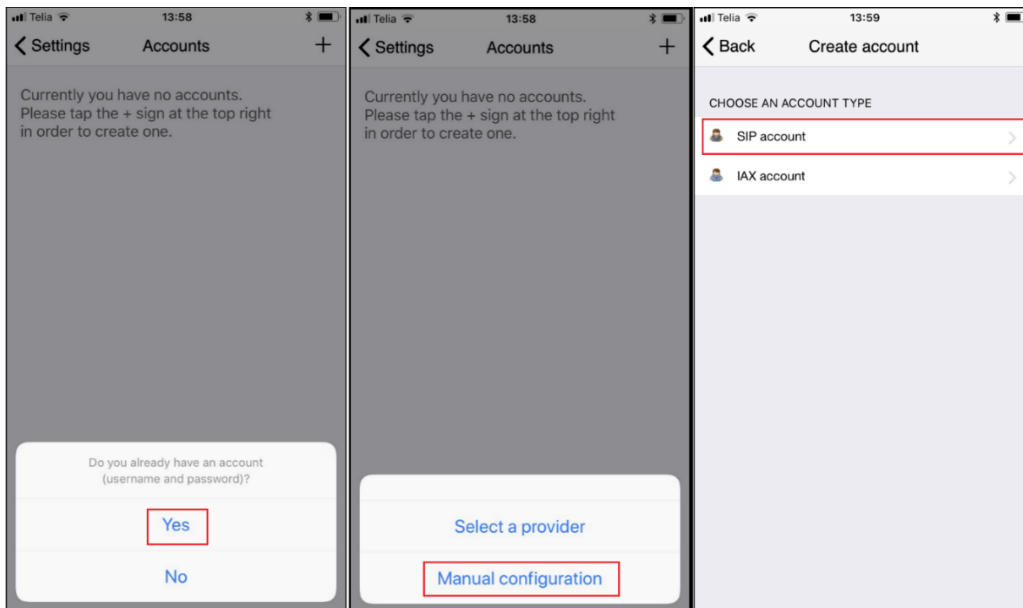 Telia 13:58
Settings Accounts +
Currently you have no accounts.
Please tap the + sign at the top right
in order to create one.
Do you already have an account
(username and password)?
Yes
No
Telia 13:58
Settings Accounts +
Currently you have no accounts.
Please tap the + sign at the top right
in order to create one.
Select a provider
Manual configuration
Telia 13:59
Back Create account
CHOOSE AN ACCOUNT TYPE
SIP account
IAX account